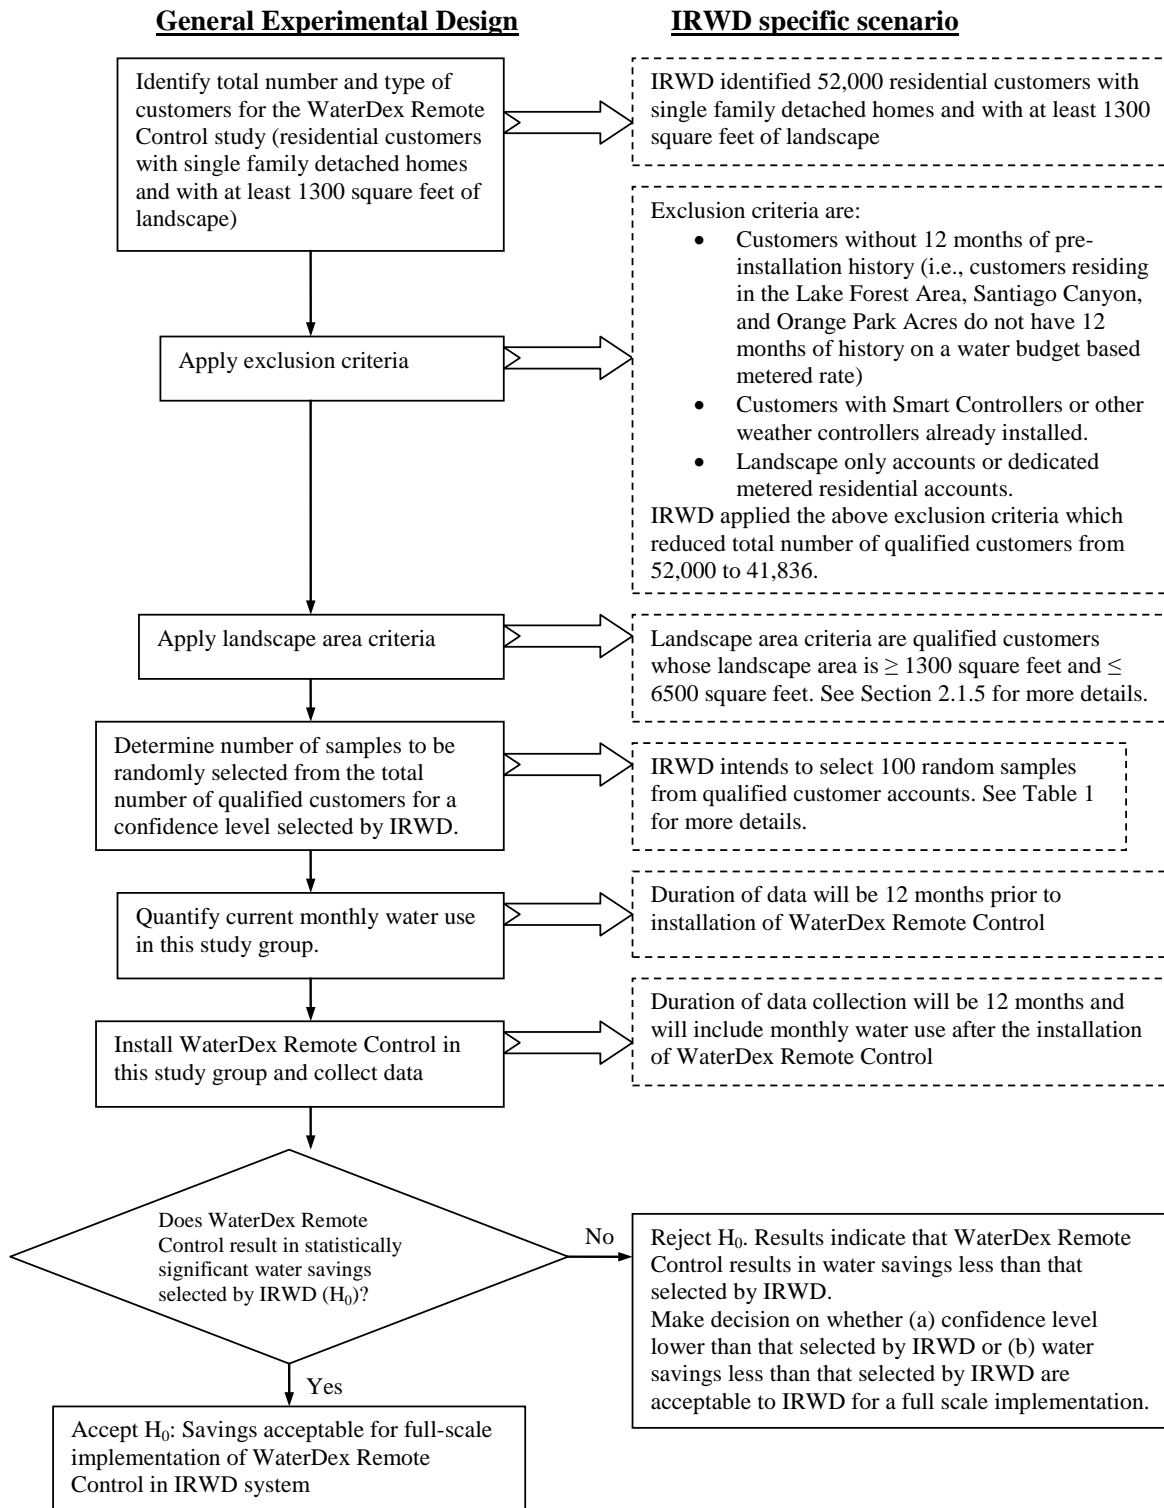 General Experimental Design
IRWD specific scenario
Identify total number and type of
customers for the WaterDex Remote
Control study (residential customers
with single family detached homes
and with at least 1300 square feet of
landscape)
IRWD identified 52,000 residential customers with
single family detached homes and with at least 1300
square feet of landscape
Apply exclusion criteria
Exclusion criteria are:
• Customers without 12 months of pre-
installation history (i.e., customers residing
in the Lake Forest Area, Santiago Canyon,
and Orange Park Acres do not have 12
months of history on a water budget based
metered rate)
• Customers with Smart Controllers or other
weather controllers already installed.
• Landscape only accounts or dedicated
metered residential accounts.
IRWD applied the above exclusion criteria which
reduced total number of qualified customers from
52,000 to 41,836.
Apply landscape area criteria
Landscape area criteria are qualified customers
whose landscape area is ≥ 1300 square feet and ≤
6500 square feet. See Section 2.1.5 for more details.
Determine number of samples to be
randomly selected from the total
number of qualified customers for a
confidence level selected by IRWD.
IRWD intends to select 100 random samples
from qualified customer accounts. See Table 1
for more details.
Quantify current monthly water use
in this study group.
Duration of data will be 12 months prior to
installation of WaterDex Remote Control
Install WaterDex Remote Control in
this study group and collect data
Duration of data collection will be 12 months and
will include monthly water use after the installation
of WaterDex Remote Control
Does WaterDex Remote
Control result in statistically
significant water savings
selected by IRWD (H₀)?
No
Reject H₀. Results indicate that WaterDex Remote
Control results in water savings less than that
selected by IRWD.
Make decision on whether (a) confidence level
lower than that selected by IRWD or (b) water
savings less than that selected by IRWD are
acceptable to IRWD for a full scale implementation.
Yes
Accept H₀: Savings acceptable for full-scale
implementation of WaterDex Remote
Control in IRWD system